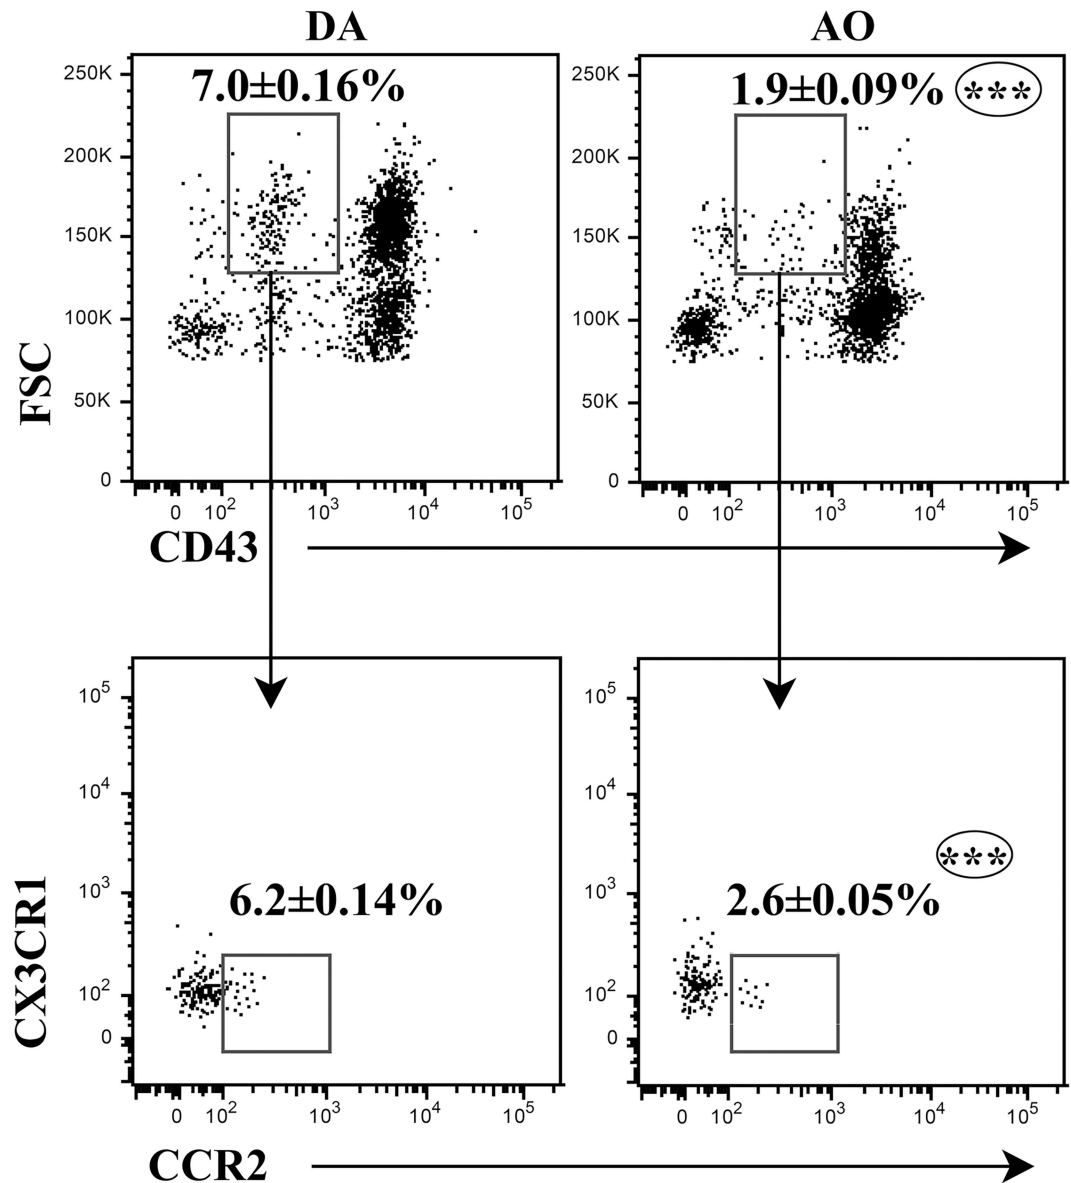 DA
AO
7.0±0.16%
1.9±0.09%
***
250K
200K
150K
100K
50K
0
250K
200K
150K
100K
50K
0
FSC
0 10² 10³ 10⁴ 10⁵
0 10² 10³ 10⁴ 10⁵
CD43
10⁵
10⁴
10³
10²
0
10⁵
10⁴
10³
10²
0
***
6.2±0.14%
2.6±0.05%
CX3CR1
0 10² 10³ 10⁴ 10⁵
0 10² 10³ 10⁴ 10⁵
CCR2